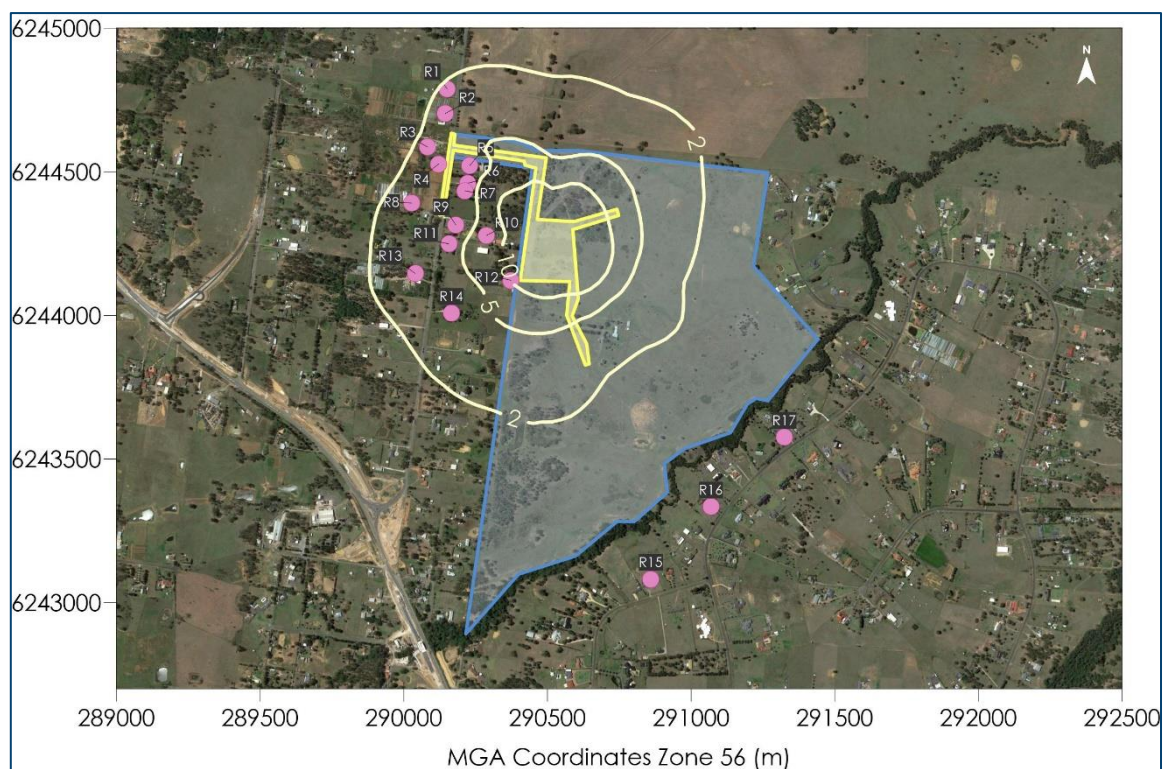 6245000
N
R1
R2
2
R3
R5
R4
R6
R7
R8
R9
R10
R11
R13
10
R12
R14
5
6244500
6244000
2
6243500
R17
R16
R15
6243000
289000
289500
290000
290500
291000
291500
292000
292500
MGA Coordinates Zone 56 (m)